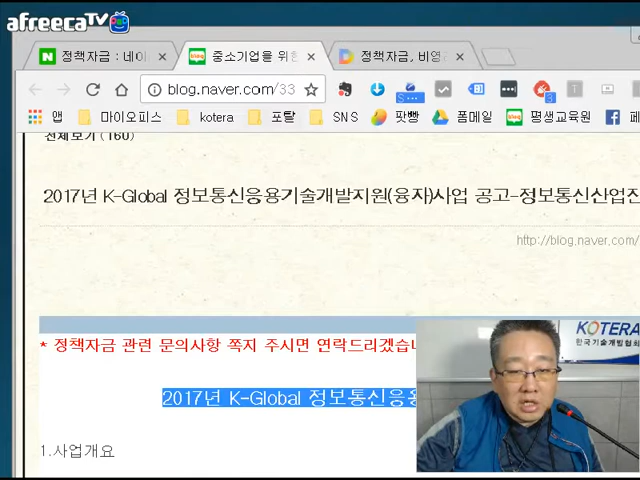 afreecaTV
정책자금 : 네이
중소기업을 위한
정책자금, 비영
blog.naver.com/33
앱 마이오피스 kotera 포탈 SNS 팟빵 폼메일 평생교육원 페
전체보기 (160)
2017년 K-Global 정보통신응용기술개발지원(융자)사업 공고-정보통신산업진
http://blog.naver.com/
* 정책자금 관련 문의사항 쪽지 주시면 연락드리겠습니
2017년 K-Global 정보통신응용
1.사업개요
KOTERA
한국기술개발협회